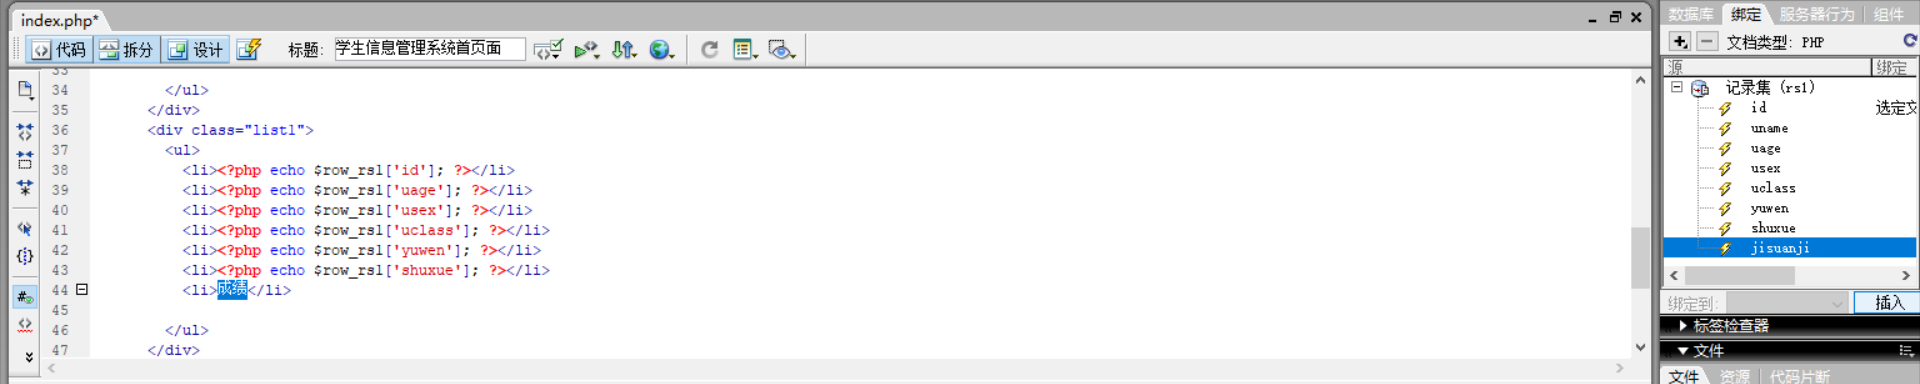 index.php*
代码 拆分 设计 标题: 学生信息管理系统首页面
33
34 </ul>
35 </div>
36 <div class="list1">
37 <ul>
38 <li><?php echo $row_rs1['id']; ?></li>
39 <li><?php echo $row_rs1['uage']; ?></li>
40 <li><?php echo $row_rs1['usex']; ?></li>
41 <li><?php echo $row_rs1['uclass']; ?></li>
42 <li><?php echo $row_rs1['yuwen']; ?></li>
43 <li><?php echo $row_rs1['shuxue']; ?></li>
44 <li>成绩</li>
45
46 </ul>
47 </div>
数据库 绑定 服务器行为 组件
文档类型: PHP
源 绑定
记录集 (rs1)
id 选定文
uname
uage
usex
uclass
yuwen
shuxue
jisuanji
绑定到: 插入
标签检查器
文件
文件 资源 代码片断